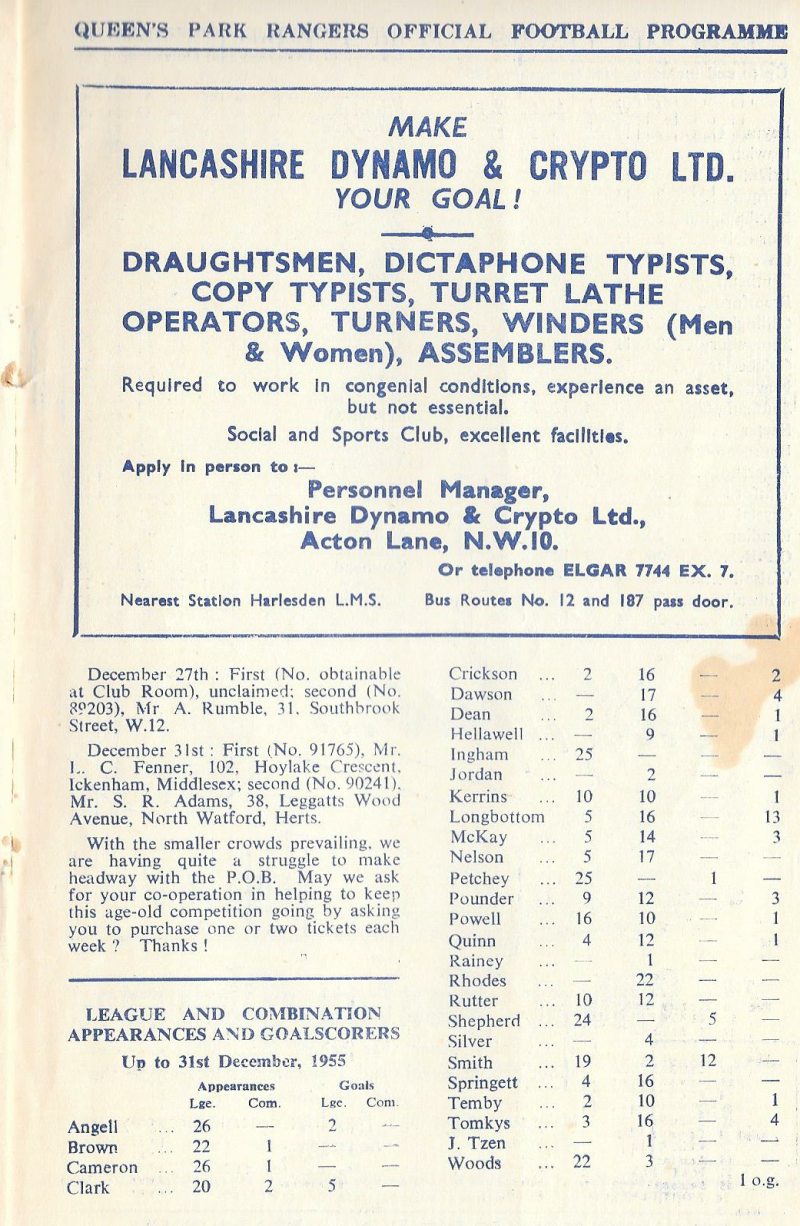 QUEEN'S PARK RANGERS OFFICIAL FOOTBALL PROGRAMME
MAKE
LANCASHIRE DYNAMO & CRYPTO LTD.
YOUR GOAL!
DRAUGHTSMEN, DICTAPHONE TYPISTS,
COPY TYPISTS, TURRET LATHE
OPERATORS, TURNERS, WINDERS (Men
& Women), ASSEMBLERS.
Required to work in congenial conditions, experience an asset,
but not essential.
Social and Sports Club, excellent facilities.
Apply in person to :—
Personnel Manager,
Lancashire Dynamo & Crypto Ltd.,
Acton Lane, N.W.10.
Or telephone ELGAR 7744 EX. 7.
Nearest Station Harlesden L.M.S. Bus Routes No. 12 and 187 pass door.
December 27th : First (No. obtainable
at Club Room), unclaimed; second (No.
89203), Mr A. Rumble, 31, Southbrook
Street, W.12.
December 31st : First (No. 91765), Mr.
L. C. Fenner, 102, Hoylake Crescent,
Ickenham, Middlesex; second (No. 90241),
Mr. S. R. Adams, 38, Leggatts Wood
Avenue, North Watford, Herts.
With the smaller crowds prevailing, we
are having quite a struggle to make
headway with the P.O.B. May we ask
for your co-operation in helping to keep
this age-old competition going by asking
you to purchase one or two tickets each
week ? Thanks !
LEAGUE AND COMBINATION
APPEARANCES AND GOALSCORERS
Up to 31st December, 1955
Appearances Goals
Lge. Com. Lge. Com.
Angell ... 26 — 2 —
Brown ... 22 1 — —
Cameron ... 26 1 — —
Clark ... 20 2 5 —
Crickson ... 2 16 — 2
Dawson ... — 17 — 4
Dean ... 2 16 — 1
Hellawell ... — 9 — 1
Ingham ... 25 — — —
Jordan ... — 2 — —
Kerrins ... 10 10 — 1
Longbottom 5 16 — 13
McKay ... 5 14 — 3
Nelson ... 5 17 — —
Petchey ... 25 — 1 —
Pounder ... 9 12 — 3
Powell ... 16 10 — 1
Quinn ... 4 12 — 1
Rainey ... — 1 — —
Rhodes ... — 22 — —
Rutter ... 10 12 — —
Shepherd ... 24 — 5 —
Silver ... — 4 — —
Smith ... 19 2 12 —
Springett ... 4 16 — —
Temby ... 2 10 — 1
Tomkys ... 3 16 — 4
J. Tzen ... — 1 — —
Woods ... 22 3 — —
1 o.g.